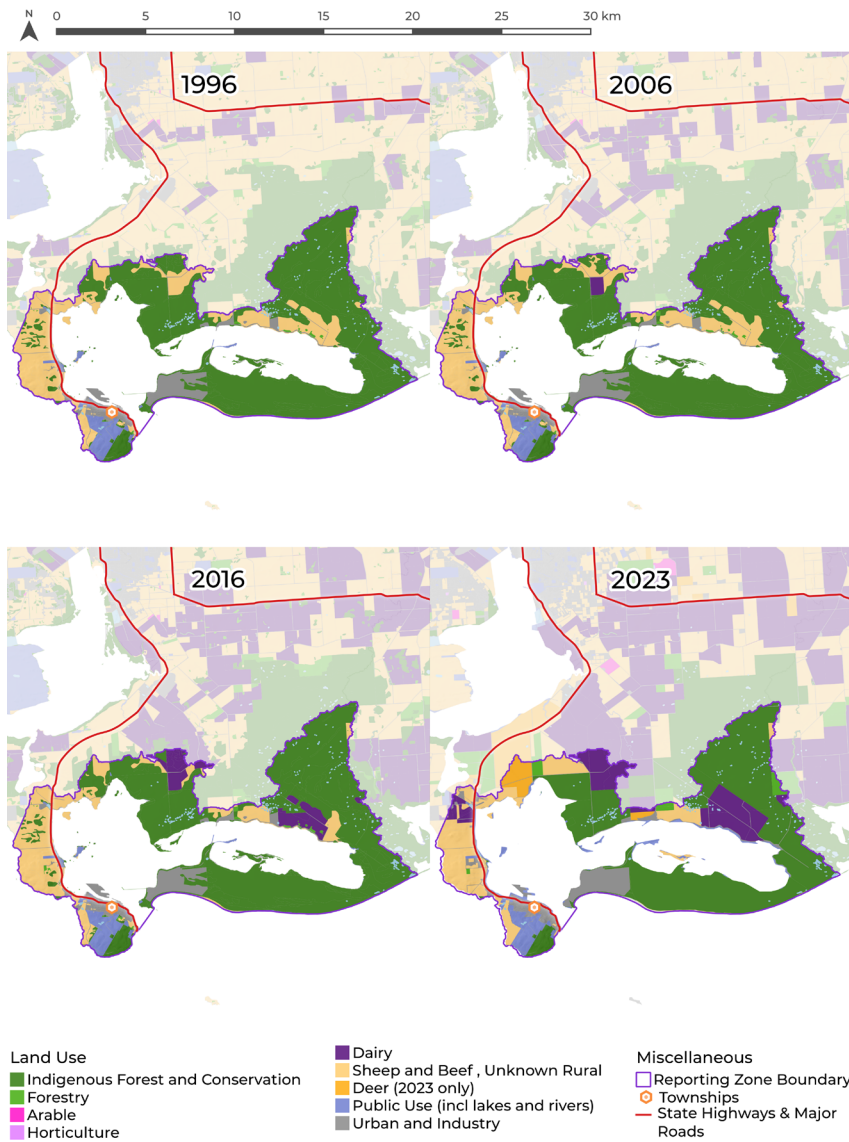 N
0 5 10 15 20 25 30 km
1996
2006
2016
2023
Land Use
Indigenous Forest and Conservation
Forestry
Arable
Horticulture
Dairy
Sheep and Beef , Unknown Rural
Deer (2023 only)
Public Use (incl lakes and rivers)
Urban and Industry
Miscellaneous
Reporting Zone Boundary
Townships
State Highways & Major
Roads